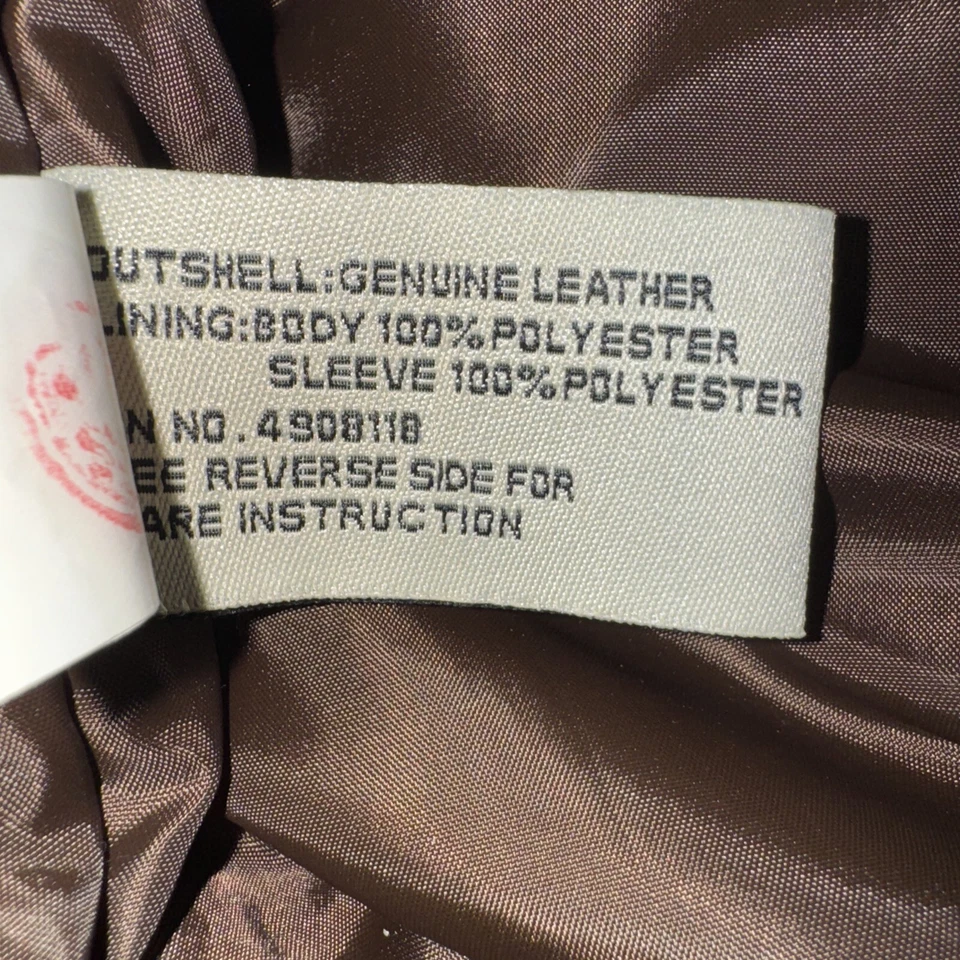 OUTSHELL:GENUINE LEATHER
LINING:BODY 100%POLYESTER
SLEEVE 100%POLYESTER
N NO.4908118
EE REVERSE SIDE FOR
ARE INSTRUCTION